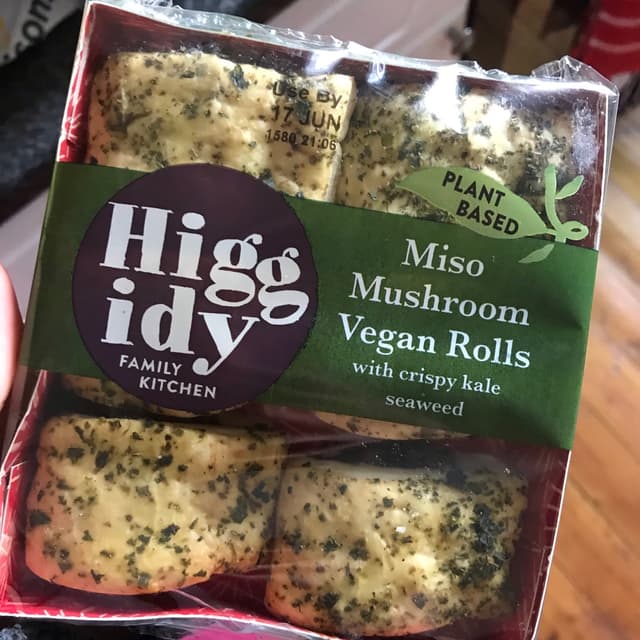 Use By
17 JUN
1580 21:06
Higg
idy
FAMILY
KITCHEN
PLANT
BASED
Miso
Mushroom
Vegan Rolls
with crispy kale
seaweed